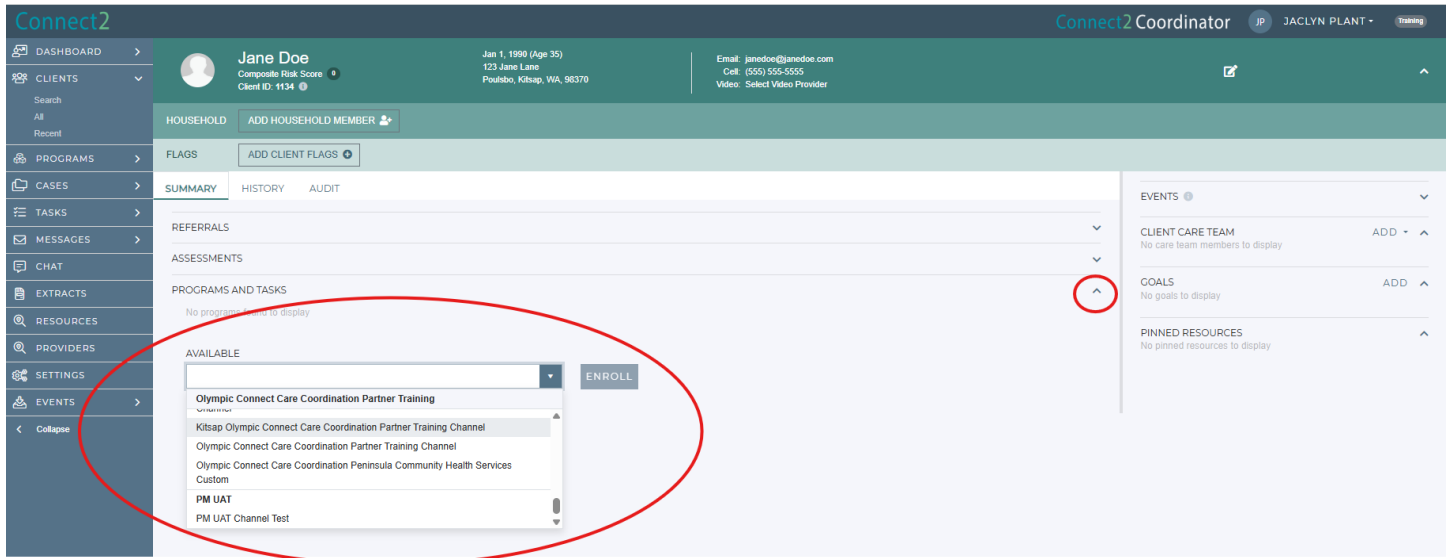 Connect2
Connect2 Coordinator JP JACLYN PLANT Training
DASHBOARD
CLIENTS
Search
All
Recent
PROGRAMS
CASES
TASKS
MESSAGES
CHAT
EXTRACTS
RESOURCES
PROVIDERS
SETTINGS
EVENTS
Collapse
Jane Doe
Composite Risk Score 0
Client ID: 1134
Jan 1, 1990 (Age 35)
123 Jane Lane
Poulsbo, Kitsap, WA, 98370
Email: janedoe@janedoe.com
Cell: (555) 555-5555
Video: Select Video Provider
HOUSEHOLD ADD HOUSEHOLD MEMBER
FLAGS ADD CLIENT FLAGS
SUMMARY HISTORY AUDIT
REFERRALS
ASSESSMENTS
PROGRAMS AND TASKS
No programs found to display
AVAILABLE
ENROLL
Olympic Connect Care Coordination Partner Training
Channel
Kitsap Olympic Connect Care Coordination Partner Training Channel
Olympic Connect Care Coordination Partner Training Channel
Olympic Connect Care Coordination Peninsula Community Health Services
Custom
PM UAT
PM UAT Channel Test
EVENTS
CLIENT CARE TEAM ADD
No care team members to display
GOALS ADD
No goals to display
PINNED RESOURCES
No pinned resources to display